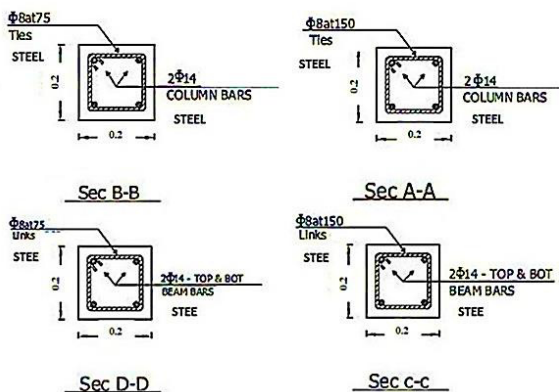 Φ8at75
Ties
STEEL
0.2
2Φ14
COLUMN BARS
STEEL
0.2
Sec B-B
Φ8at150
Ties
STEEL
0.2
2Φ14
COLUMN BARS
STEEL
0.2
Sec A-A
Φ8at75
Links
STEE
0.2
2Φ14 - TOP & BOT
BEAM BARS
STEE
0.2
Sec D-D
Φ8at150
Links
STEE
0.2
2Φ14 - TOP & BOT
BEAM BARS
STEE
0.2
Sec c-c